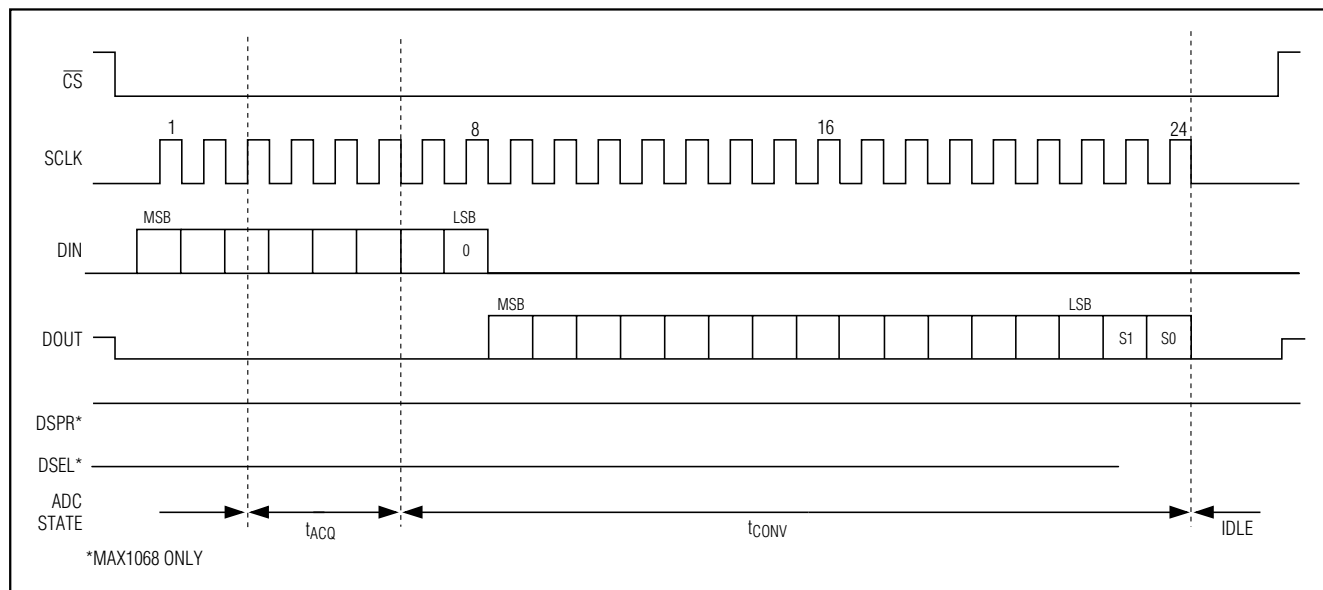 CS
1 8 16 24
SCLK
MSB LSB
DIN 0
MSB LSB
DOUT S1 S0
DSPR*
DSEL*
ADC
STATE
tACQ tCONV IDLE
*MAX1068 ONLY